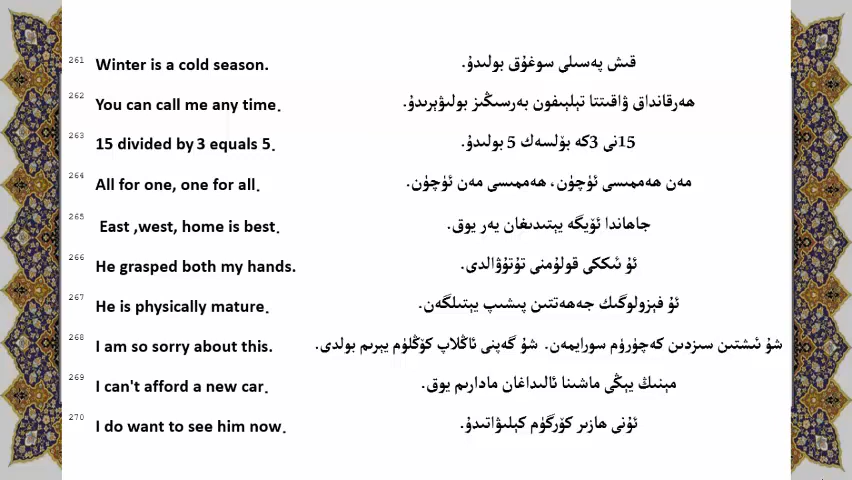 261 Winter is a cold season. قىش پەسىلى سوغۇق بولىدۇ.
262 You can call me any time. ھەرقانداق ۋاقىتتا تېلېفون بەرسىڭىز بولىۋېرىدۇ.
263 15 divided by 3 equals 5. 15نى 3كە بۆلسەك 5 بولىدۇ.
264 All for one, one for all. مەن ھەممىسى ئۈچۈن، ھەممىسى مەن ئۈچۈن.
265 East ,west, home is best. جاھاندا ئۆيگە يېتىدىغان يەر يوق.
266 He grasped both my hands. ئۇ ئىككى قولۇمنى تۇتۇۋالدى.
267 He is physically mature. ئۇ فىزولوگىك جەھەتتىن پىشىپ يېتىلگەن.
268 I am so sorry about this. شۇ ئىشتىن سىزدىن كەچۈرۈم سورايمەن. شۇ گەپنى ئاڭلاپ كۆڭلۈم يېرىم بولدى.
269 I can't afford a new car. مېنىڭ يېڭى ماشىنا ئالىداغان مادارىم يوق.
270 I do want to see him now. ئۇنى ھازىر كۆرگۈم كېلىۋاتىدۇ.